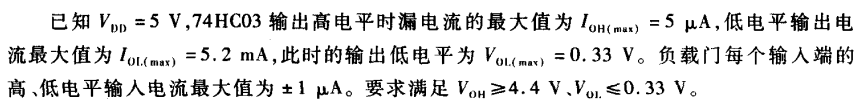 已知 V_DD =5 V,74HC03 输出高电平时漏电流的最大值为 I_OH(max) =5 μA,低电平输出电
流最大值为 I_OL(max) =5.2 mA,此时的输出低电平为 V_OL(max) =0.33 V。负载门每个输入端的
高、低电平输入电流最大值为 ±1 μA。要求满足 V_OH ≥4.4 V、V_OL ≤0.33 V。